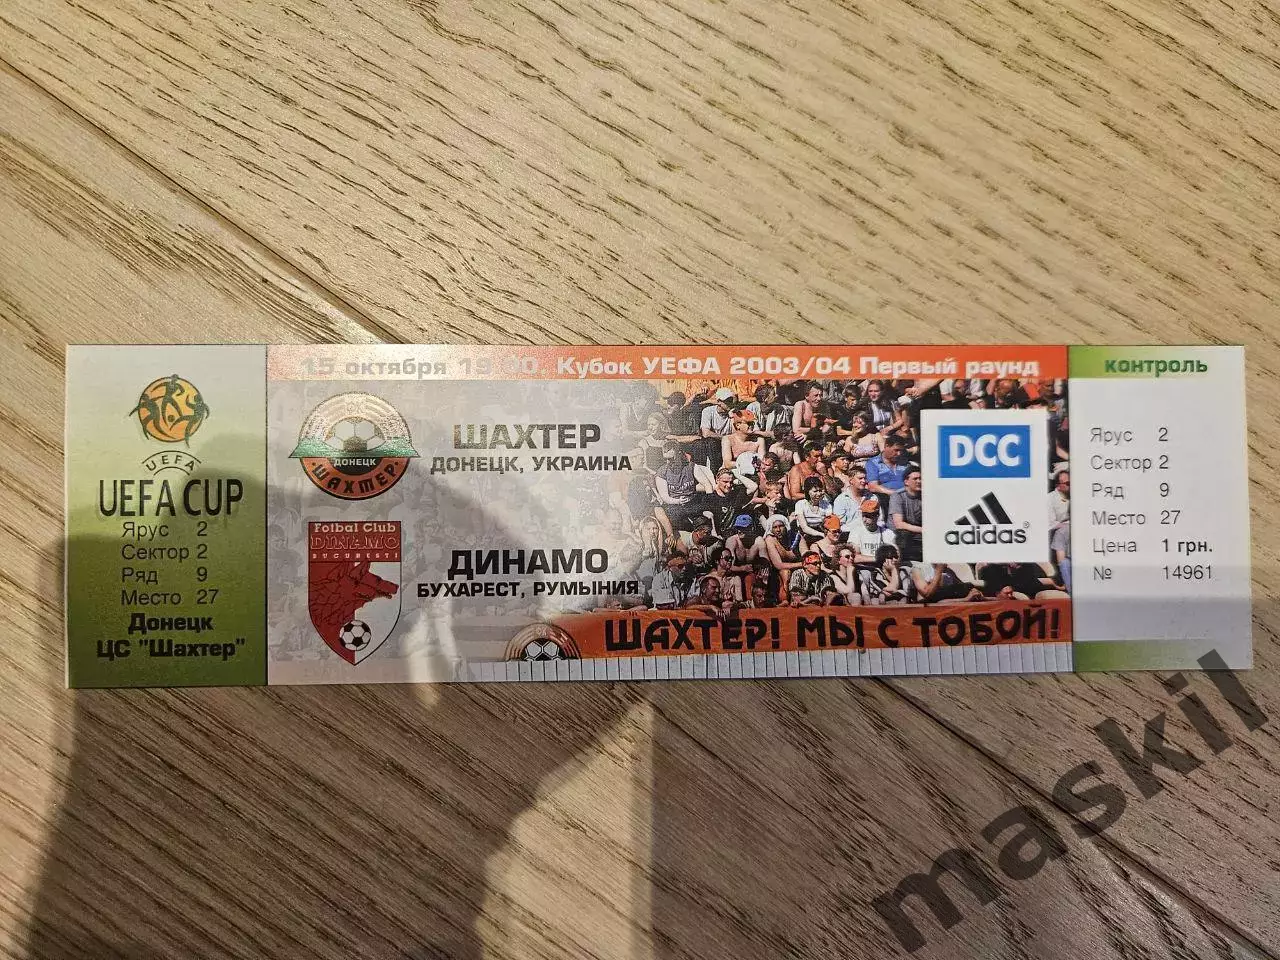 15 октября 19.00. Кубок УЕФА 2003/04 Первый раунд
UEFA
UEFA CUP
Ярус 2
Сектор 2
Ряд 9
Место 27
Донецк
ЦС "Шахтер"
ФК
ДОНЕЦК
ШАХТЕР
ШАХТЕР
ДОНЕЦК, УКРАИНА
Fotbal Club
DINAMO
BUCURESTI
ДИНАМО
БУХАРЕСТ, РУМЫНИЯ
DCC
adidas®
ШАХТЕР! МЫ С ТОБОЙ!
контроль
Ярус 2
Сектор 2
Ряд 9
Место 27
Цена 1 грн.
№ 14961
maskil